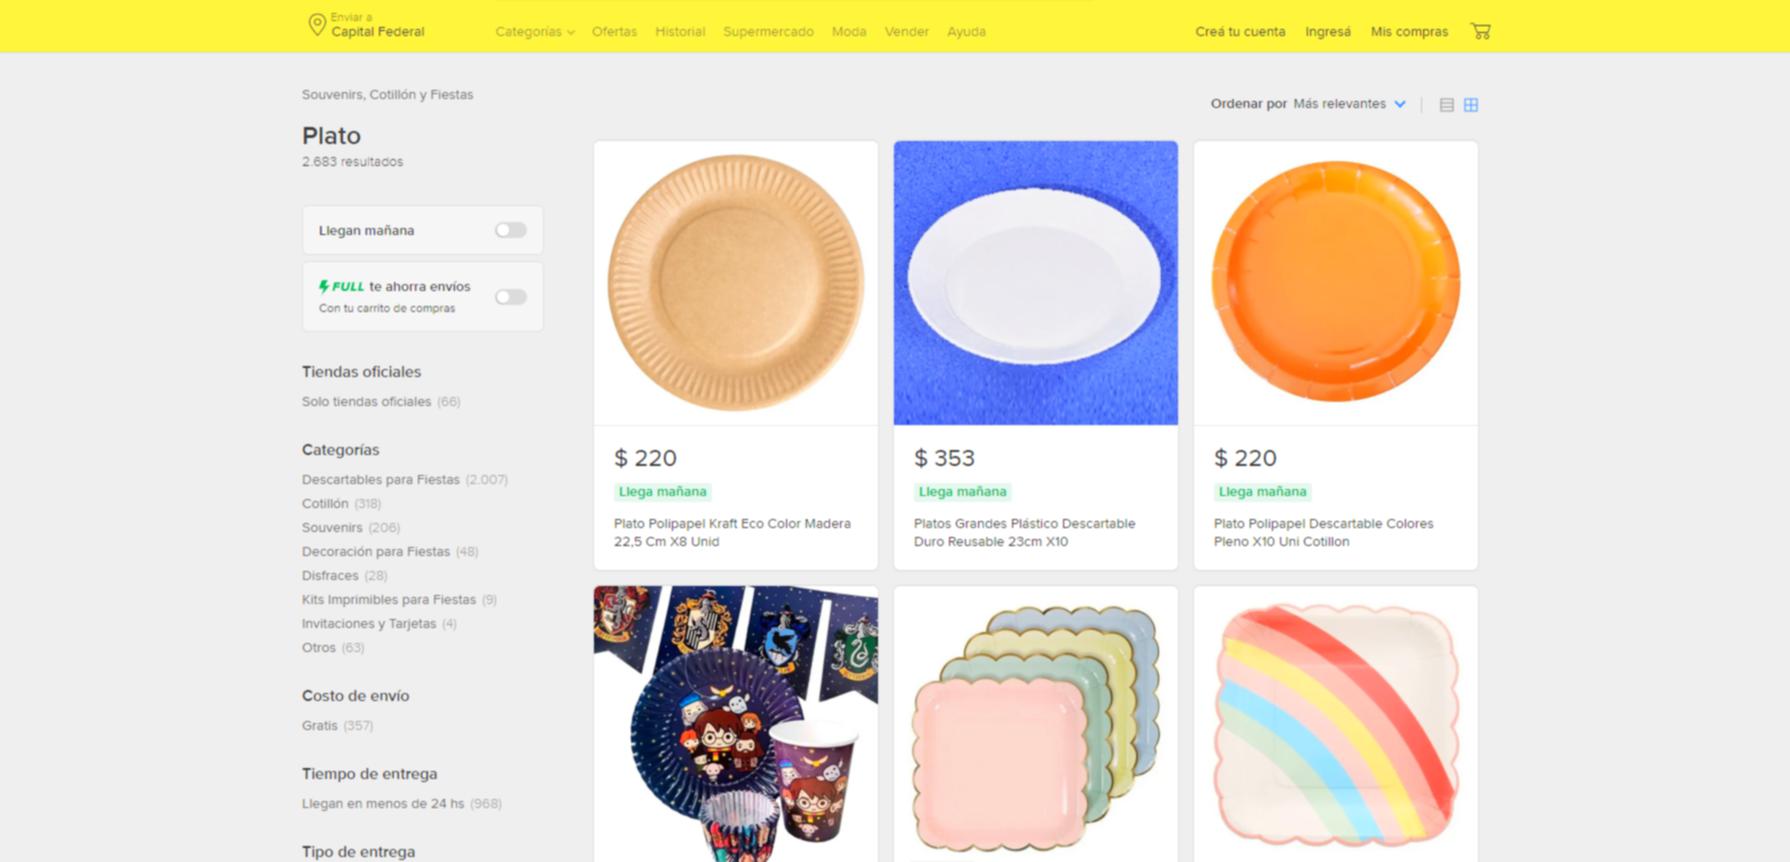 Enviar a
Capital Federal
Categorías
Ofertas
Historial
Supermercado
Moda
Vender
Ayuda
Creá tu cuenta
Ingresá
Mis compras
Souvenirs, Cotillón y Fiestas
Plato
2.683 resultados
Llegan mañana
FULL te ahorra envíos
Con tu carrito de compras
Tiendas oficiales
Solo tiendas oficiales (66)
Categorías
Descartables para Fiestas (2.007)
Cotillón (318)
Souvenirs (206)
Decoración para Fiestas (48)
Disfraces (28)
Kits Imprimibles para Fiestas (9)
Invitaciones y Tarjetas (4)
Otros (63)
Costo de envío
Gratis (357)
Tiempo de entrega
Llegan en menos de 24 hs (968)
Tipo de entrega
Ordenar por Más relevantes
$ 220
Llega mañana
Plato Polipapel Kraft Eco Color Madera
22,5 Cm X8 Unid
$ 353
Llega mañana
Platos Grandes Plástico Descartable
Duro Reusable 23cm X10
$ 220
Llega mañana
Plato Polipapel Descartable Colores
Pleno X10 Uni Cotillon